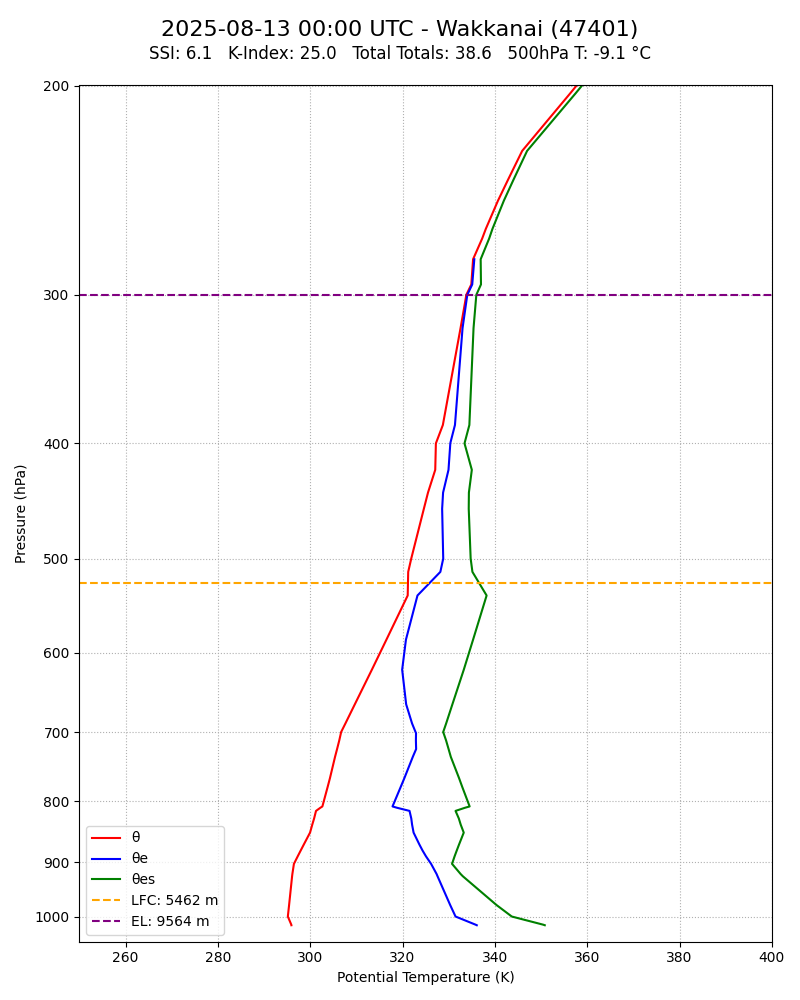 2025-08-13 00:00 UTC - Wakkanai (47401)
SSI: 6.1   K-Index: 25.0   Total Totals: 38.6   500hPa T: -9.1 °C
200
300
400
500
600
700
800
900
1000
Pressure (hPa)
θ
θe
θes
LFC: 5462 m
EL: 9564 m
260 280 300 320 340 360 380 400
Potential Temperature (K)